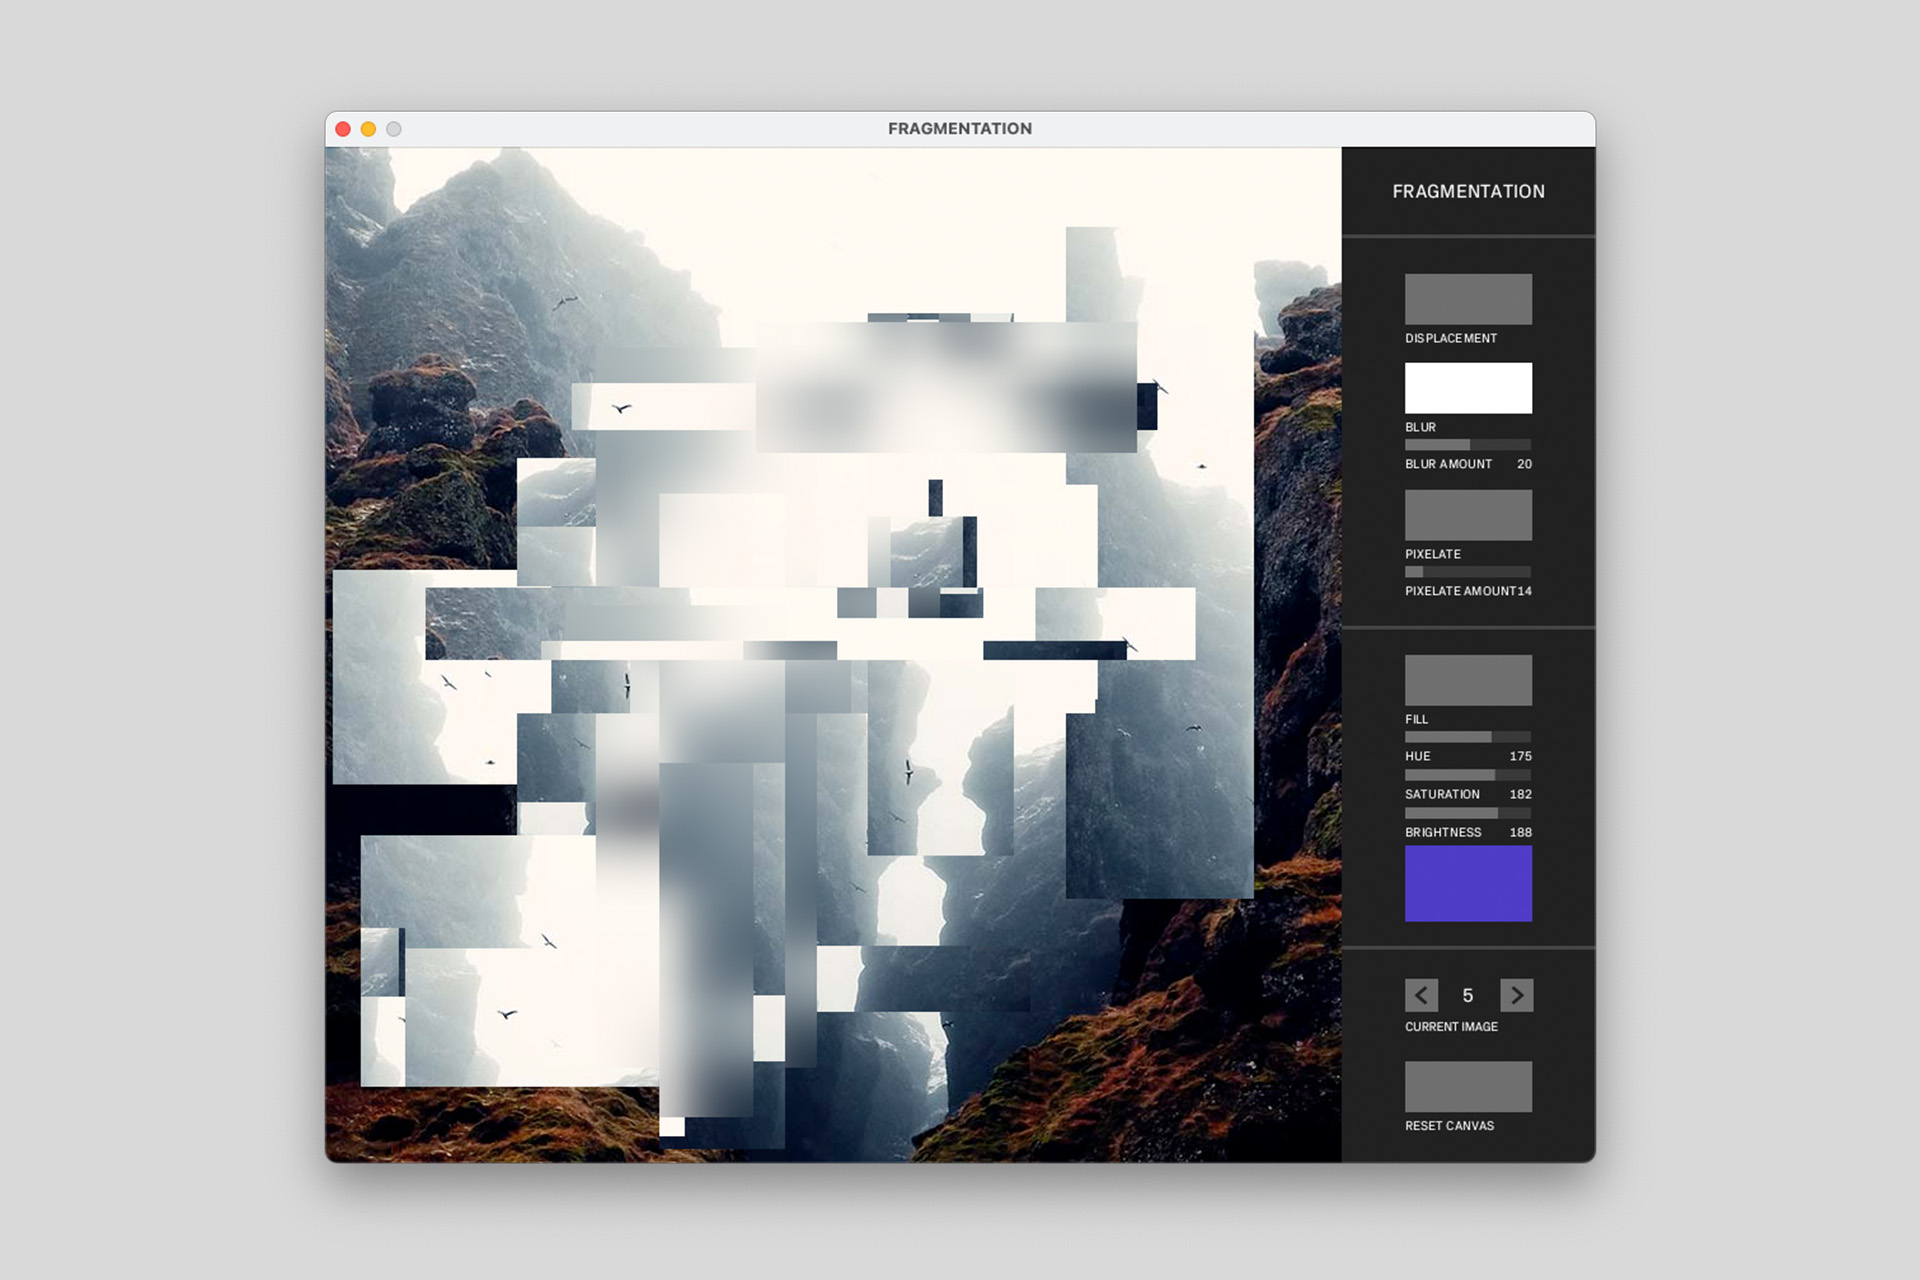 FRAGMENTATION
FRAGMENTATION
DISPLACEMENT
BLUR
BLUR AMOUNT 20
PIXELATE
PIXELATE AMOUNT14
FILL
HUE 175
SATURATION 182
BRIGHTNESS 188
5
CURRENT IMAGE
RESET CANVAS